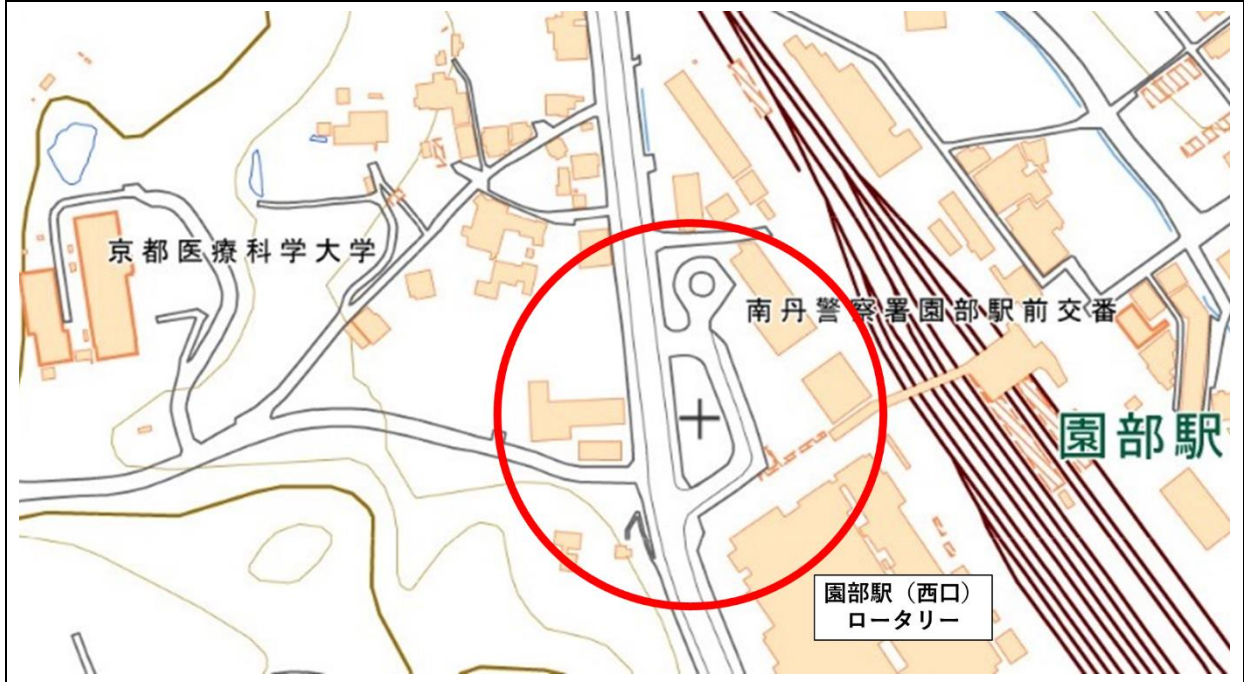 京都医療科学大学
南丹警察署園部駅前交番
園部駅
園部駅（西口）
ロータリー